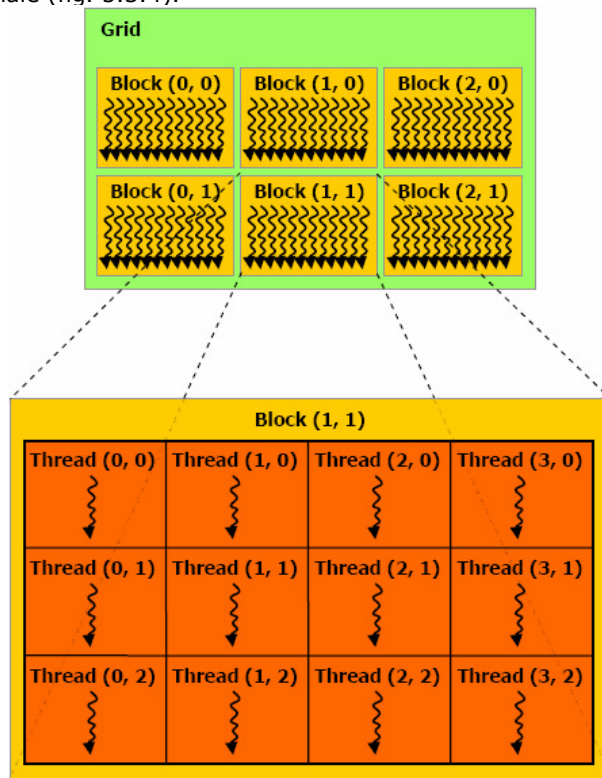 Grid
Block (0, 0) Block (1, 0) Block (2, 0)
Block (0, 1) Block (1, 1) Block (2, 1)
Block (1, 1)
Thread (0, 0) Thread (1, 0) Thread (2, 0) Thread (3, 0)
Thread (0, 1) Thread (1, 1) Thread (2, 1) Thread (3, 1)
Thread (0, 2) Thread (1, 2) Thread (2, 2) Thread (3, 2)